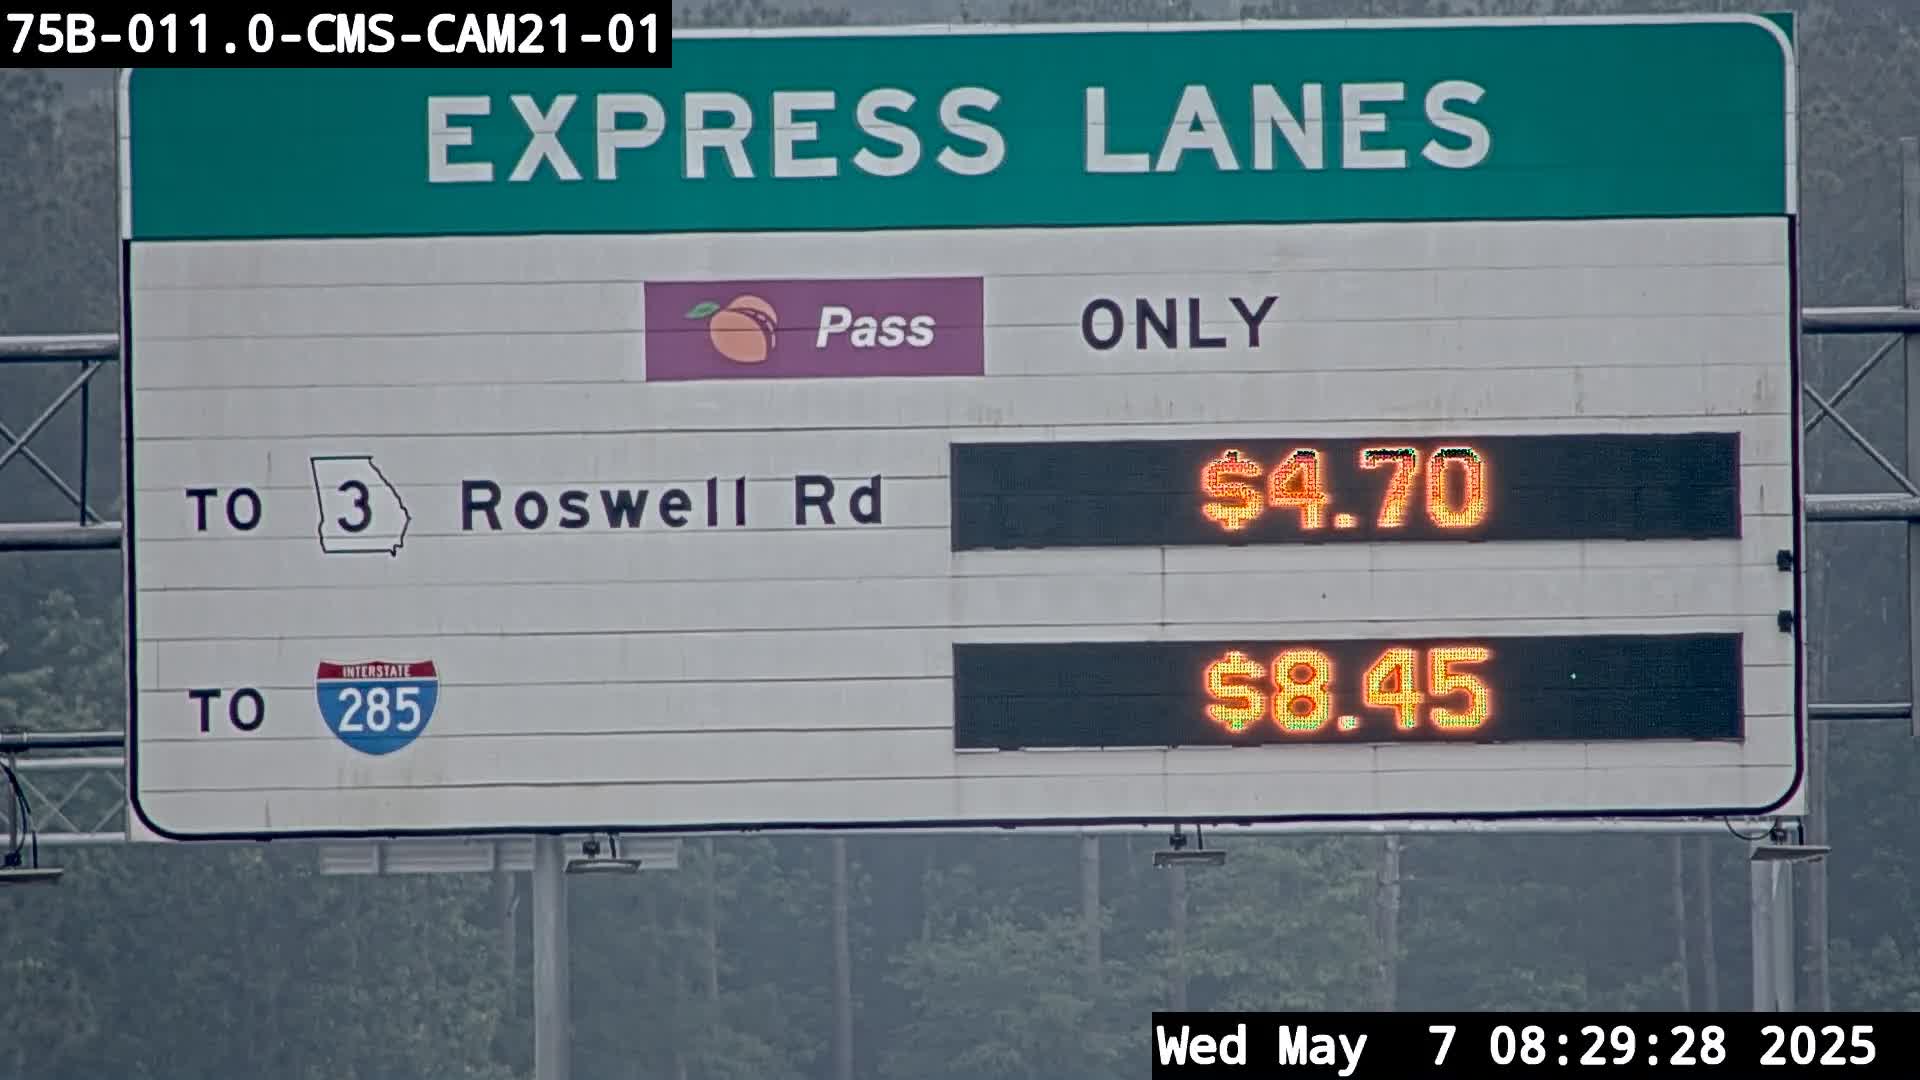 75B-011.0-CMS-CAM21-01
EXPRESS LANES
Pass ONLY
TO 3 Roswell Rd $4.70
TO INTERSTATE 285 $8.45
Wed May 7 08:29:28 2025